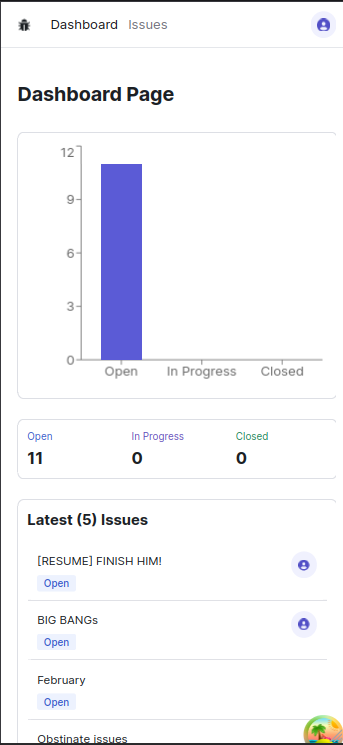 Dashboard Issues
Dashboard Page
12
9
6
3
0
Open In Progress Closed
Open In Progress Closed
11 0 0
Latest (5) Issues
[RESUME] FINISH HIM!
Open
BIG BANGs
Open
February
Open
Obstinate issues